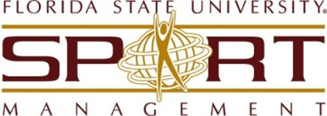 FLORIDA STATE UNIVERSITY®
SPORT
MANAGEMENT